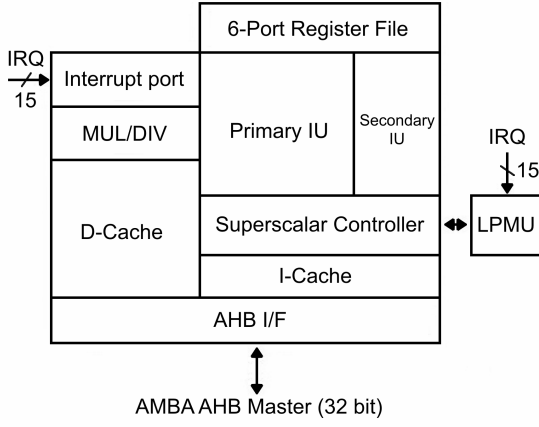 6-Port Register File
IRQ
15
Interrupt port
MUL/DIV
Primary IU
Secondary
IU
IRQ
15
D-Cache
Superscalar Controller
LPMU
I-Cache
AHB I/F
AMBA AHB Master (32 bit)